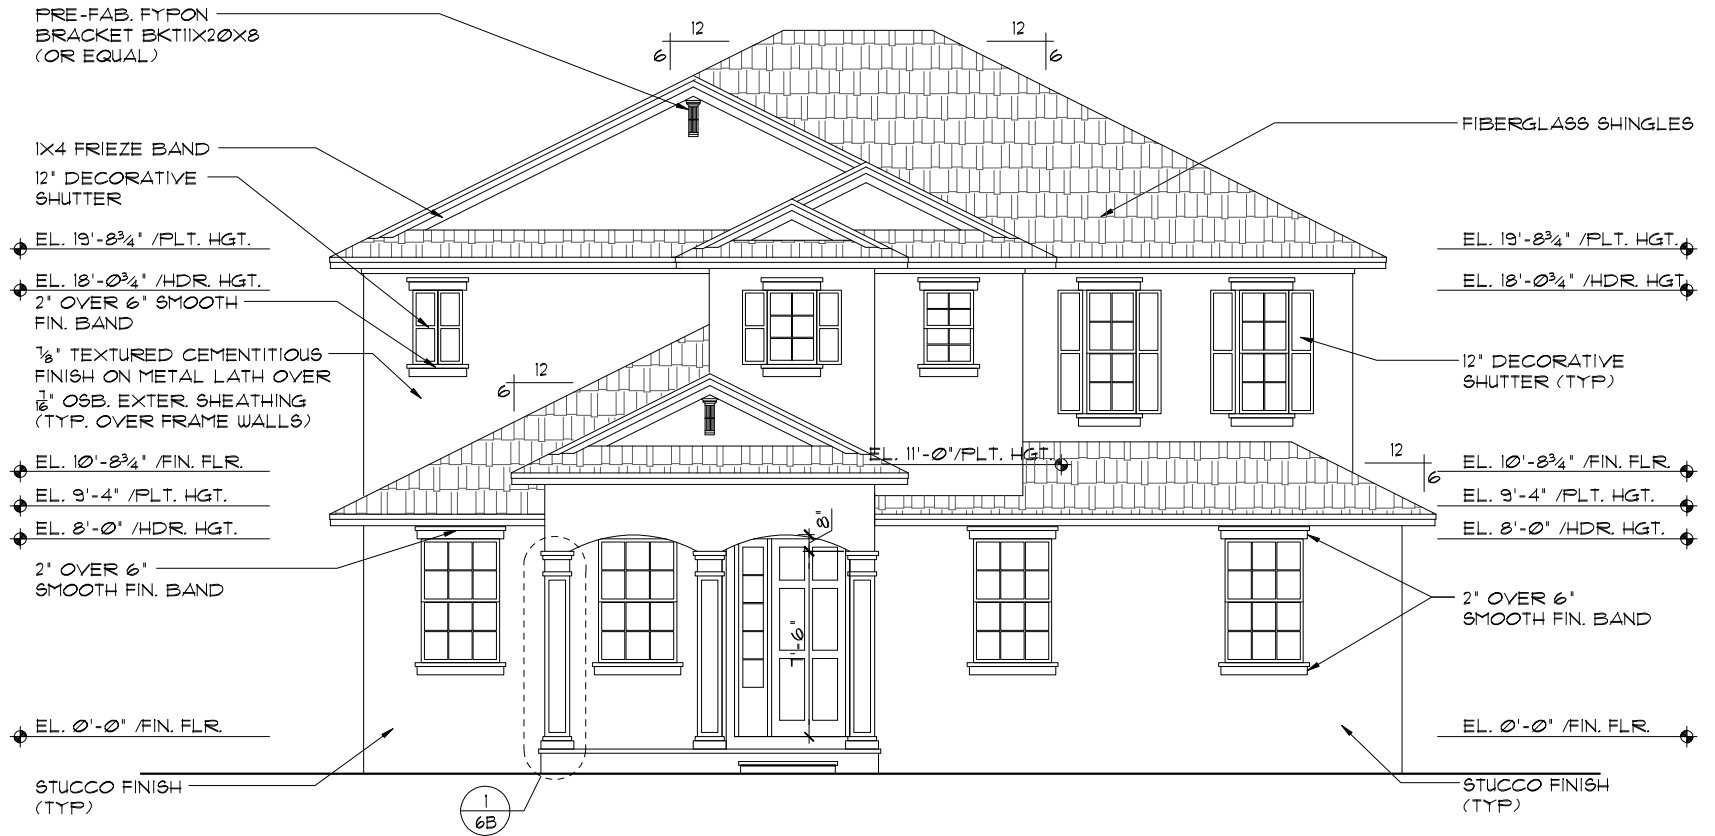 PRE-FAB. FYPON
BRACKET BKT11X20X8
(OR EQUAL)
1X4 FRIEZE BAND
12" DECORATIVE
SHUTTER
EL. 19'-8¾" /PLT. HGT.
EL. 18'-0¾" /HDR. HGT.
2" OVER 6" SMOOTH
FIN. BAND
⅞" TEXTURED CEMENTITIOUS
FINISH ON METAL LATH OVER
7/16" OSB. EXTER. SHEATHING
(TYP. OVER FRAME WALLS)
EL. 10'-8¾" /FIN. FLR.
EL. 9'-4" /PLT. HGT.
EL. 8'-0" /HDR. HGT.
2" OVER 6"
SMOOTH FIN. BAND
EL. 0'-0" /FIN. FLR.
STUCCO FINISH
(TYP)
12
6
12
6
12
6
EL. 11'-0"/PLT. HGT.
8"
7'-6"
1
6B
12
6
FIBERGLASS SHINGLES
EL. 19'-8¾" /PLT. HGT.
EL. 18'-0¾" /HDR. HGT
12" DECORATIVE
SHUTTER (TYP)
EL. 10'-8¾" /FIN. FLR.
EL. 9'-4" /PLT. HGT.
EL. 8'-0" /HDR. HGT.
2" OVER 6"
SMOOTH FIN. BAND
EL. 0'-0" /FIN. FLR.
STUCCO FINISH
(TYP)